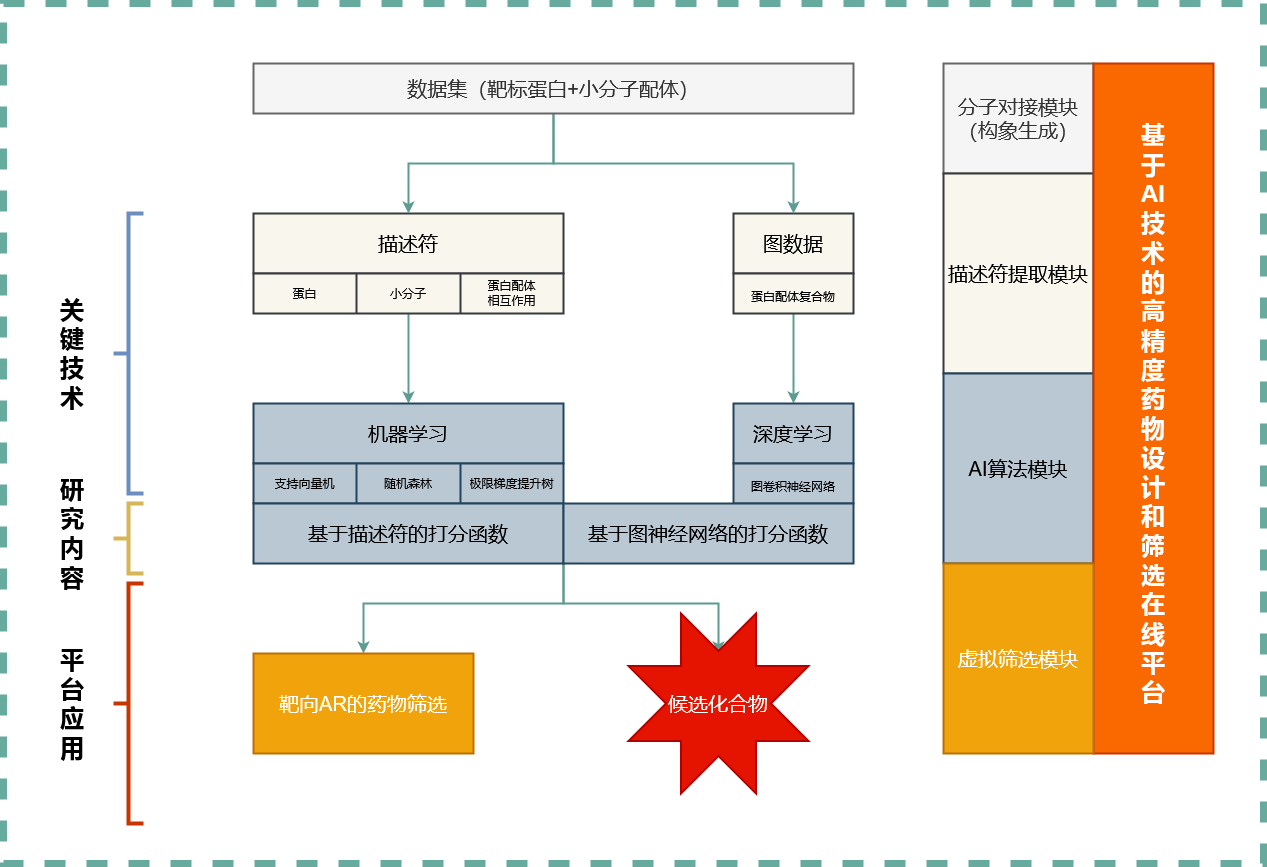 数据集（靶标蛋白+小分子配体）
描述符
蛋白
小分子
蛋白配体
相互作用
图数据
蛋白配体复合物
机器学习
支持向量机
随机森林
极限梯度提升树
深度学习
图卷积神经网络
基于描述符的打分函数
基于图神经网络的打分函数
靶向AR的药物筛选
候选化合物
关键技术
研究内容
平台应用
分子对接模块
（构象生成）
描述符提取模块
AI算法模块
虚拟筛选模块
基于AI技术的高精度药物设计和筛选在线平台